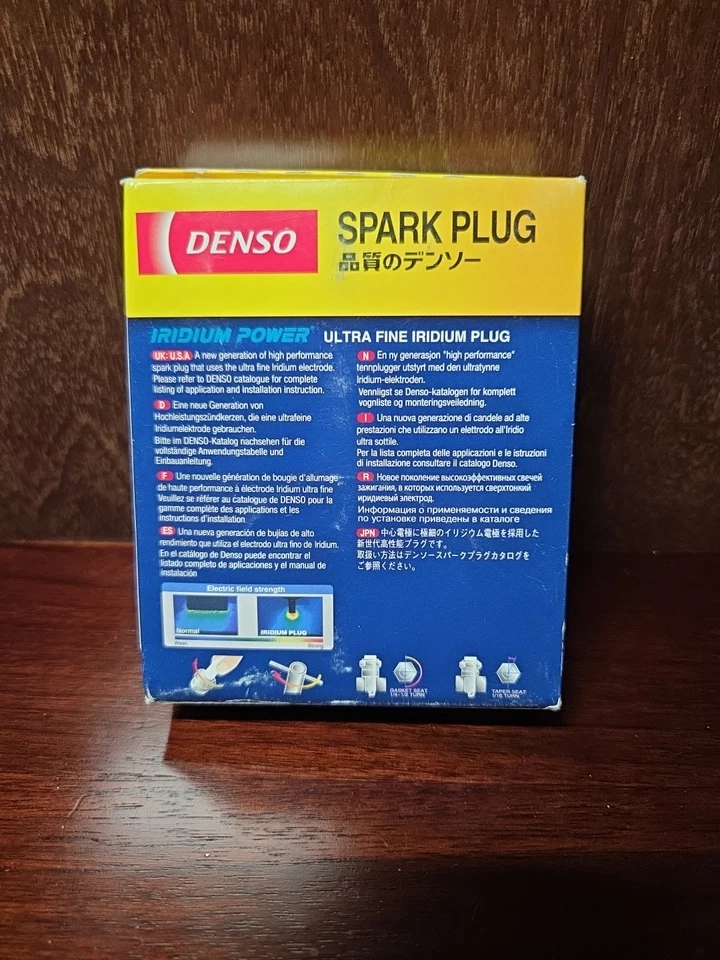 DENSO
SPARK PLUG
品質のデンソー
IRIDIUM POWER® ULTRA FINE IRIDIUM PLUG
UK: U.S.A A new generation of high performance
spark plug that uses the ultra fine Iridium electrode.
Please refer to DENSO catalogue for complete
listing of application and installation instruction.
D Eine neue Generation von
Hochleistungszündkerzen, die eine ultrafeine
Iridiumelektrode gebrauchen.
Bitte im DENSO-Katalog nachsehen für die
vollständige Anwendungstabelle und
Einbauanleitung.
F Une nouvelle génération de bougie d'allumage
de haute performance à électrode Iridium ultra fine
Veuillez se référer au catalogue de DENSO pour la
gamme complète des applications et les
instructions d'installation
ES Una nueva generación de bujias de alto
rendimiento que utiliza el electrodo ultra fino de Iridium.
En el catálogo de Denso puede encontrar el
listado completo de aplicaciones y el manual de
instalación
N En ny generasjon "high performance"
tennplugger utstyrt med den ultratynne
Iridium-elektroden.
Vennligst se Denso-katalogen for komplett
vognliste og monteringsveiledning.
I Una nuova generazione di candele ad alte
prestazioni che utilizzano un elettrodo all'Iridio
ultra sottile.
Per la lista completa delle applicazioni e le istruzioni
di installazione consultare il catalogo Denso.
R Новое поколение высокоэффективных свечей
зажигания, в которых используется сверхтонкий
иридиевый электрод.
Информация о применяемости и сведения
по установке приведены в каталоге
JPN 中心電極に極細のイリジウム電極を採用した
新世代高性能プラグです。
取扱い方法はデンソースパークプラグカタログを
ご参照ください。
Electric field strength
Normal
IRIDIUM PLUG
Weak
Strong
GASKET SEAT
1/4-1/2 TURN
TAPER SEAT
1/16 TURN